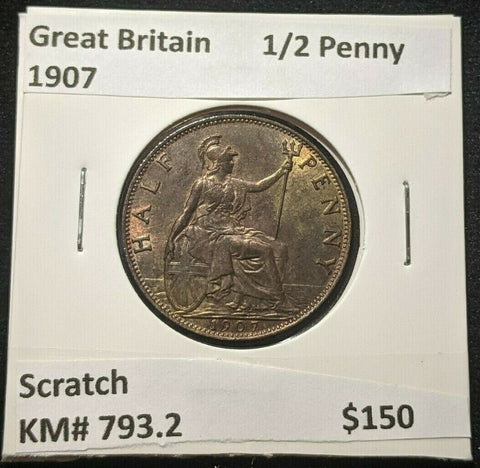 Great Britain 1/2 Penny
1907
HALF PENNY
1907
Scratch
KM# 793.2 $150